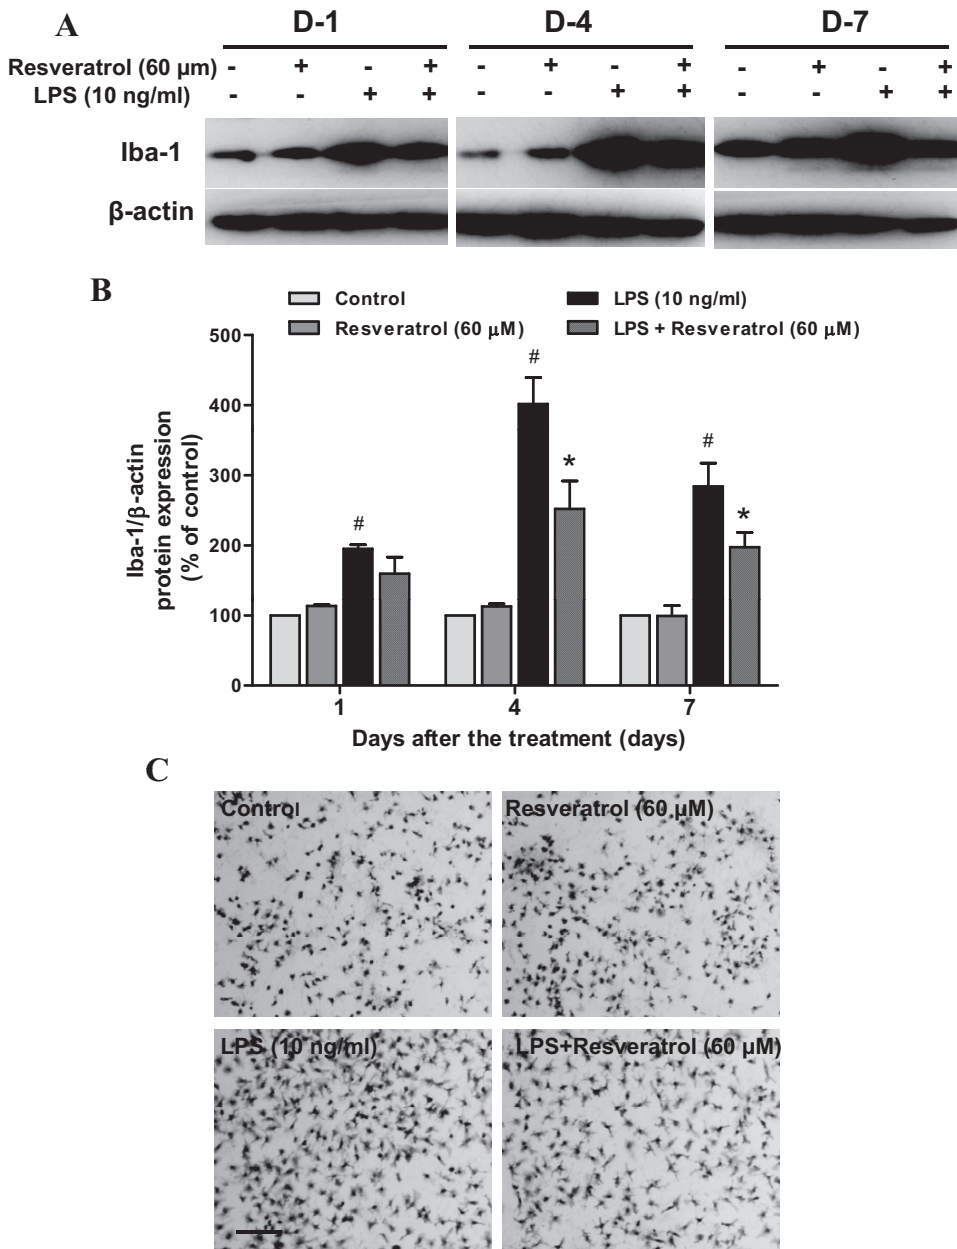 A
D-1 D-4 D-7
Resveratrol (60 µm) - + - + - + - + - + - +
LPS (10 ng/ml) - - + + - - + + - - + +
Iba-1
β-actin
B
Control
LPS (10 ng/ml)
Resveratrol (60 µM)
LPS + Resveratrol (60 µM)
Iba-1/β-actin
protein expression
(% of control)
500
400
300
200
100
0
#
#
*
#
*
1 4 7
Days after the treatment (days)
C
Control
Resveratrol (60 µM)
LPS (10 ng/ml)
LPS+Resveratrol (60 µM)